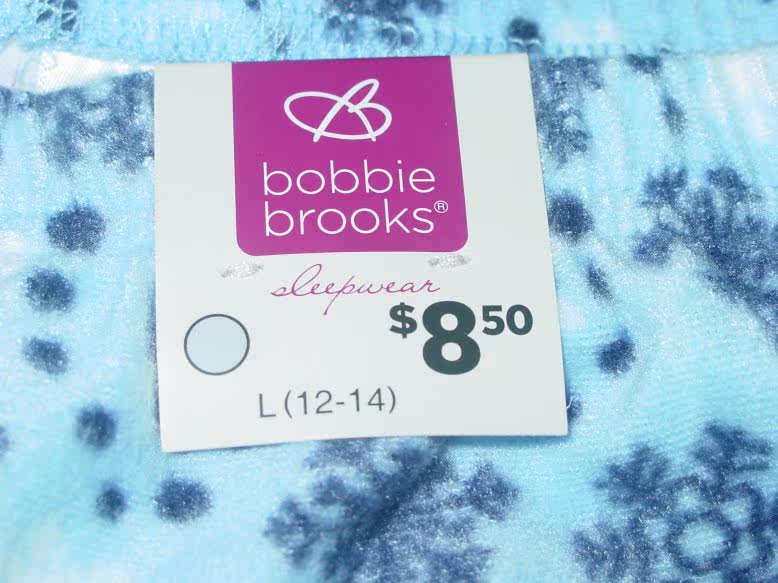 bobbie
brooks®
sleepwear
$8.50
L (12-14)